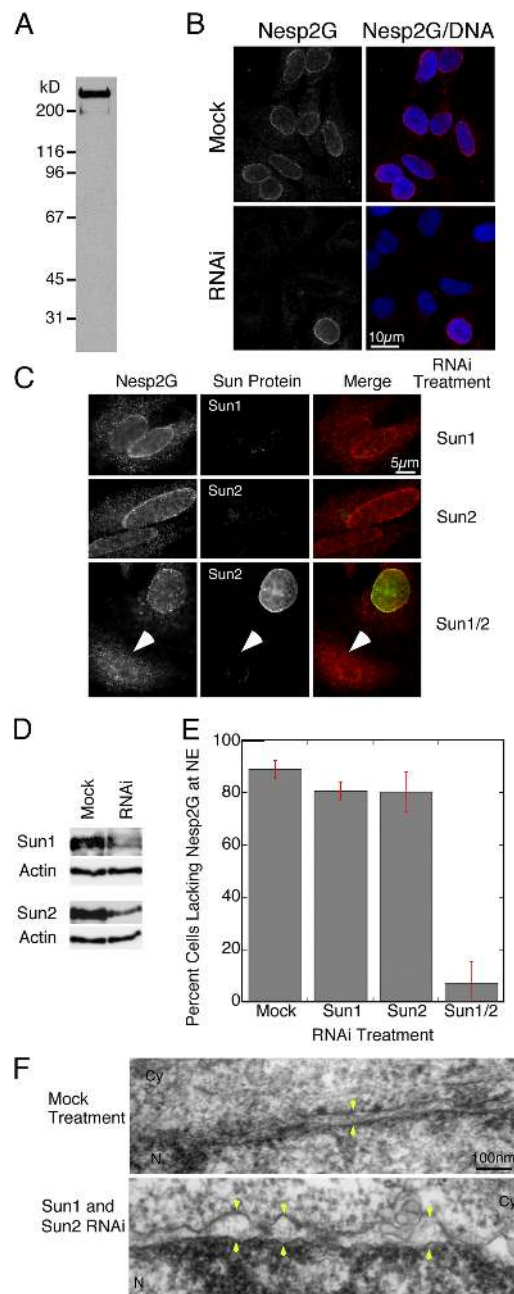 A
kD
200
116
96
67
45
31
B
Nesp2G
Nesp2G/DNA
Mock
RNAi
10μm
C
Nesp2G
Sun Protein
Merge
RNAi
Treatment
Sun1
5μm
Sun1
Sun2
Sun2
Sun2
Sun1/2
D
Mock
RNAi
Sun1
Actin
Sun2
Actin
E
Percent Cells Lacking Nesp2G at NE
100
80
60
40
20
0
Mock
Sun1
Sun2
Sun1/2
RNAi Treatment
F
Mock
Treatment
Cy
N
100nm
Sun1 and
Sun2 RNAi
Cy
N